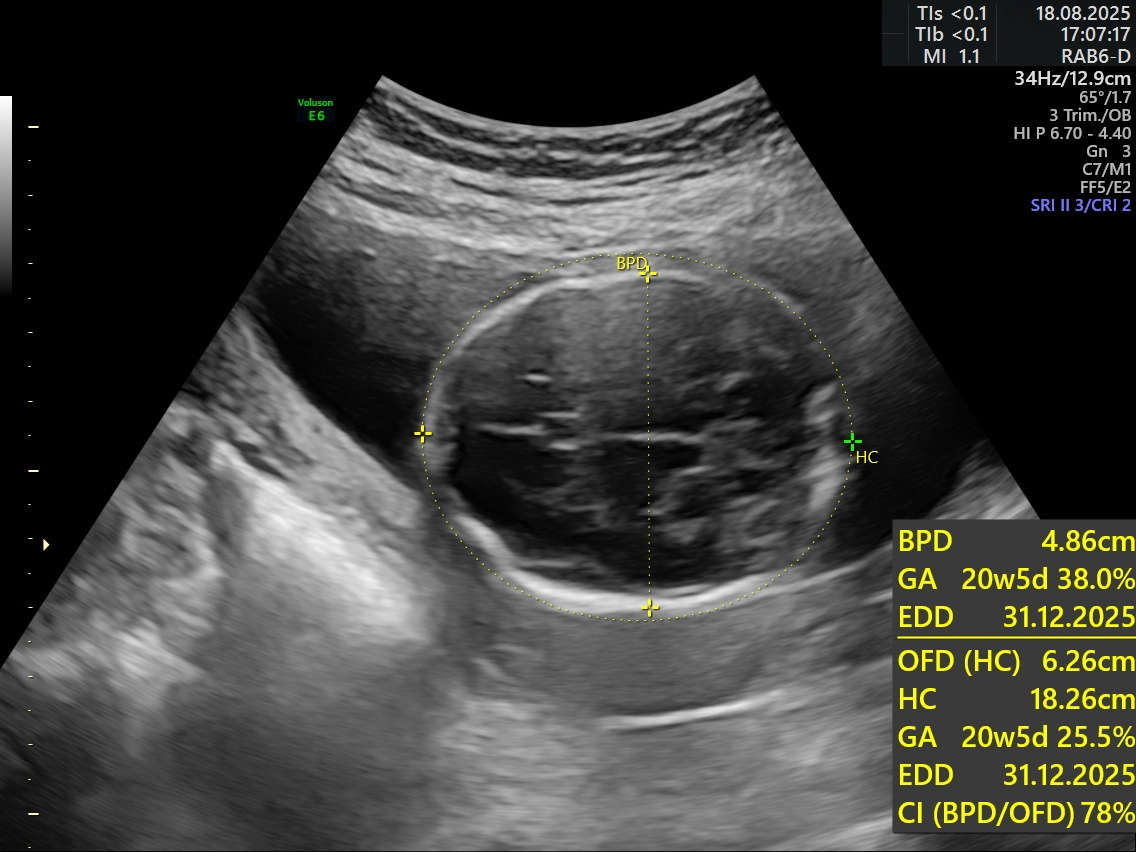 TIs <0.1 18.08.2025
TIb <0.1 17:07:17
MI 1.1 RAB6-D
34Hz/12.9cm
65°/1.7
3 Trim./OB
HI P 6.70 - 4.40
Gn 3
C7/M1
FF5/E2
SRI II 3/CRI 2
Voluson
E6
BPD
HC
BPD 4.86cm
GA 20w5d 38.0%
EDD 31.12.2025
OFD (HC) 6.26cm
HC 18.26cm
GA 20w5d 25.5%
EDD 31.12.2025
CI (BPD/OFD) 78%